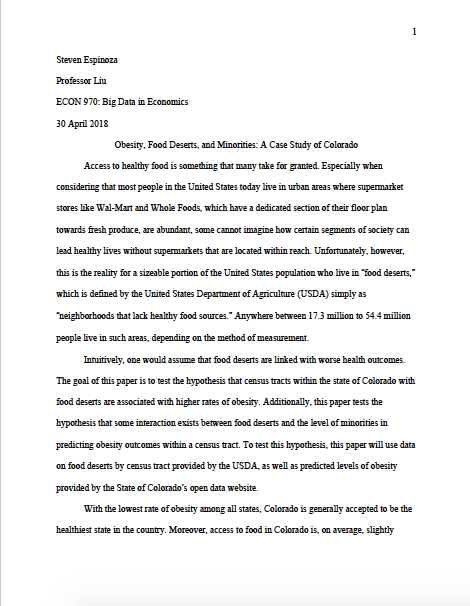 1
Steven Espinoza
Professor Liu
ECON 970: Big Data in Economics
30 April 2018
Obesity, Food Deserts, and Minorities: A Case Study of Colorado
Access to healthy food is something that many take for granted. Especially when
considering that most people in the United States today live in urban areas where supermarket
stores like Wal-Mart and Whole Foods, which have a dedicated section of their floor plan
towards fresh produce, are abundant, some cannot imagine how certain segments of society can
lead healthy lives without supermarkets that are located within reach. Unfortunately, however,
this is the reality for a sizeable portion of the United States population who live in “food deserts,”
which is defined by the United States Department of Agriculture (USDA) simply as
“neighborhoods that lack healthy food sources.” Anywhere between 17.3 million to 54.4 million
people live in such areas, depending on the method of measurement.
Intuitively, one would assume that food deserts are linked with worse health outcomes.
The goal of this paper is to test the hypothesis that census tracts within the state of Colorado with
food deserts are associated with higher rates of obesity. Additionally, this paper tests the
hypothesis that some interaction exists between food deserts and the level of minorities in
predicting obesity outcomes within a census tract. To test this hypothesis, this paper will use data
on food deserts by census tract provided by the USDA, as well as predicted levels of obesity
provided by the State of Colorado’s open data website.
With the lowest rate of obesity among all states, Colorado is generally accepted to be the
healthiest state in the country. Moreover, access to food in Colorado is, on average, slightly